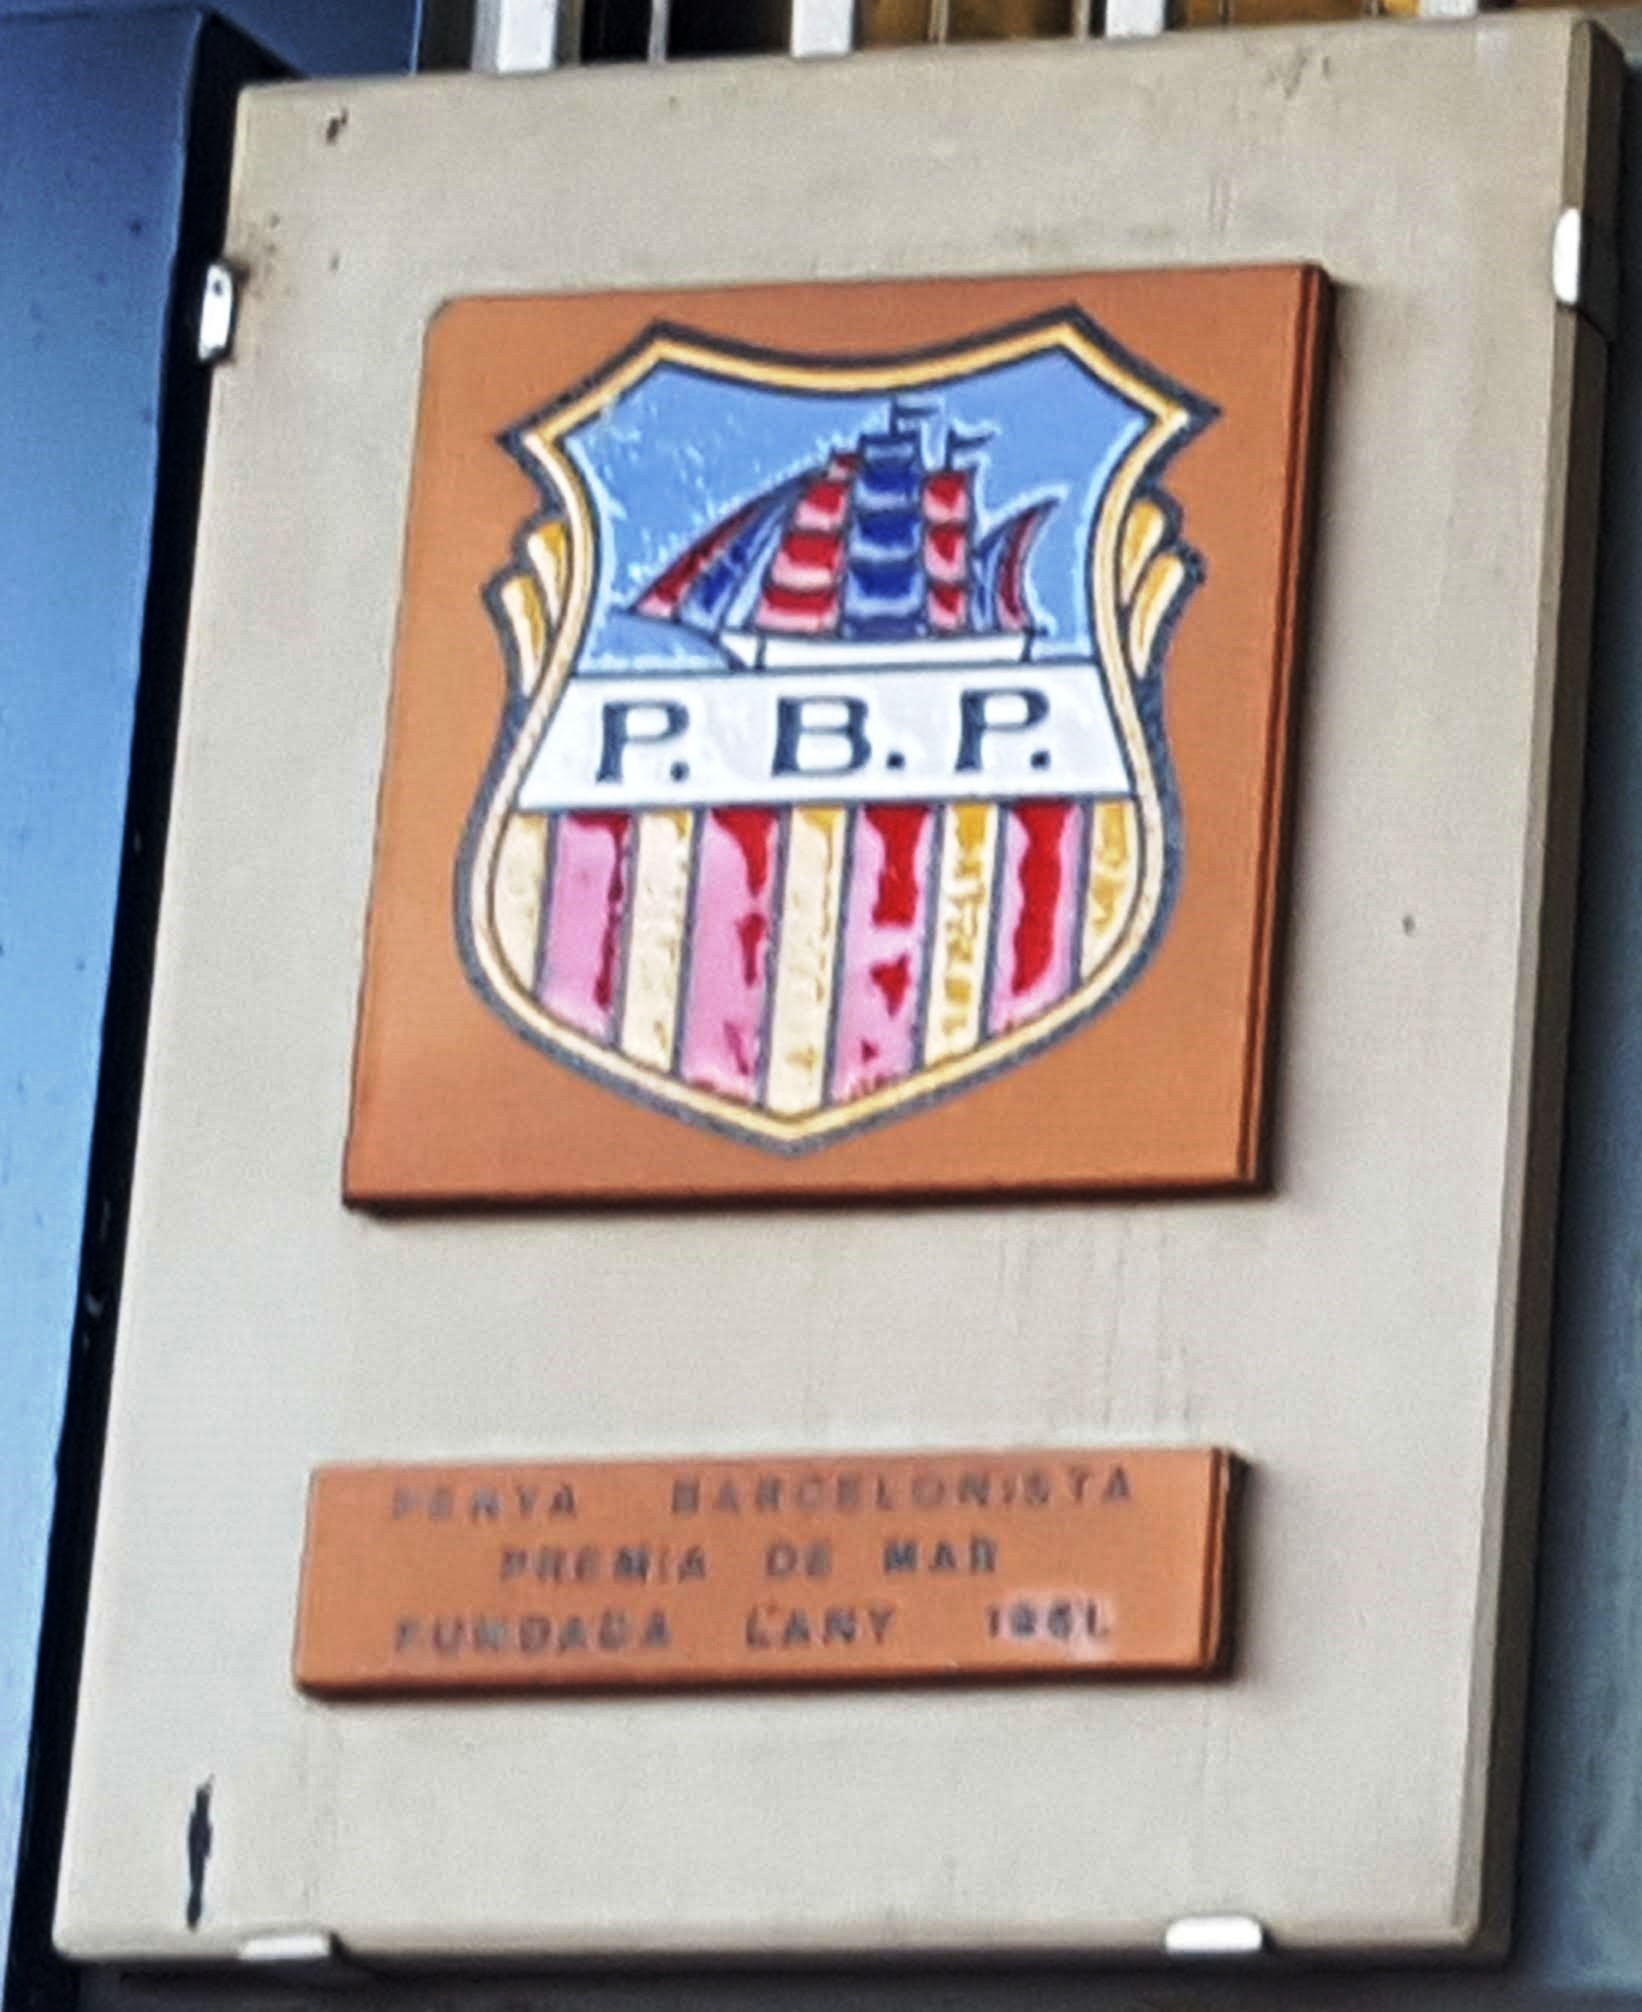 P. B. P.
PENYA BARCELONISTA
PREMIA DE MAR
FUNDADA L'ANY